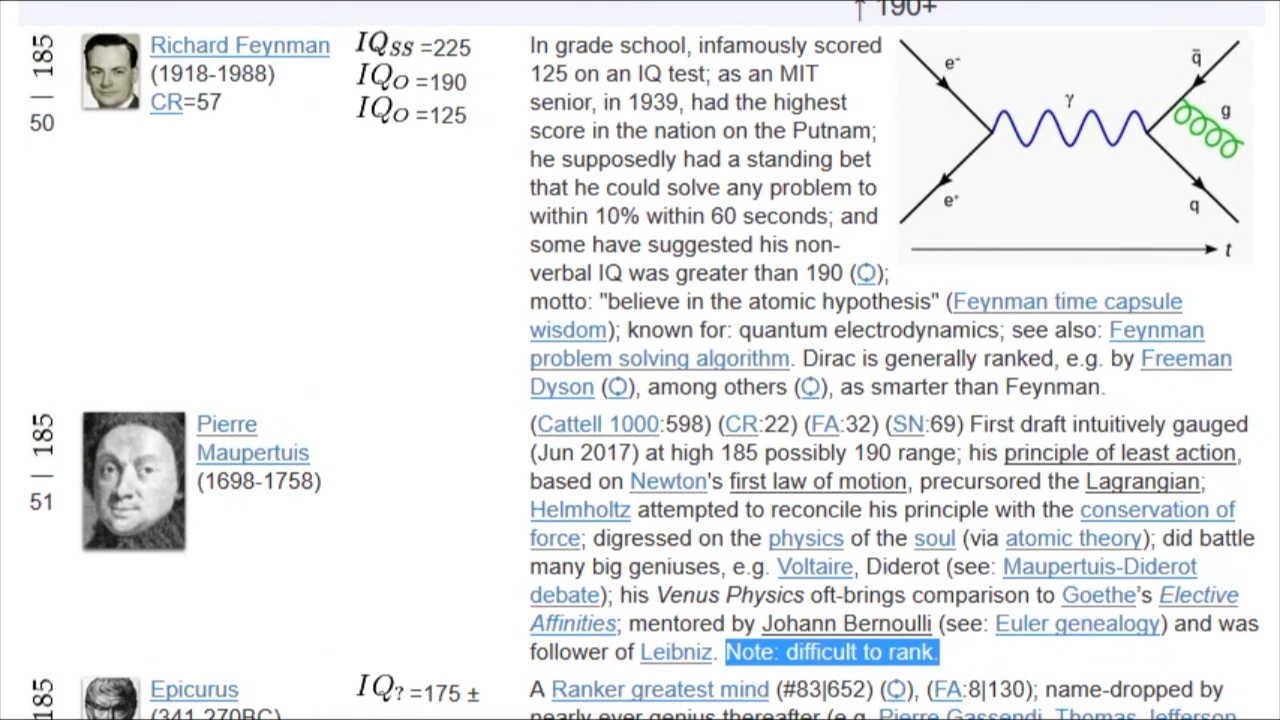 ↑ 190+
185
|
50
Richard Feynman
(1918-1988)
CR=57
IQSS =225
IQO =190
IQO =125
In grade school, infamously scored
125 on an IQ test; as an MIT
senior, in 1939, had the highest
score in the nation on the Putnam;
he supposedly had a standing bet
that he could solve any problem to
within 10% within 60 seconds; and
some have suggested his non-
verbal IQ was greater than 190 (Ϙ);
motto: "believe in the atomic hypothesis" (Feynman time capsule
wisdom); known for: quantum electrodynamics; see also: Feynman
problem solving algorithm. Dirac is generally ranked, e.g. by Freeman
Dyson (Ϙ), among others (Ϙ), as smarter than Feynman.
e⁻
e⁺
γ
q̄
g
q
t
185
|
51
Pierre
Maupertuis
(1698-1758)
(Cattell 1000:598) (CR:22) (FA:32) (SN:69) First draft intuitively gauged
(Jun 2017) at high 185 possibly 190 range; his principle of least action,
based on Newton's first law of motion, precursored the Lagrangian;
Helmholtz attempted to reconcile his principle with the conservation of
force; digressed on the physics of the soul (via atomic theory); did battle
many big geniuses, e.g. Voltaire, Diderot (see: Maupertuis-Diderot
debate); his Venus Physics oft-brings comparison to Goethe's Elective
Affinities; mentored by Johann Bernoulli (see: Euler genealogy) and was
follower of Leibniz. Note: difficult to rank.
185
Epicurus
(341-270BC)
IQ? =175 ±
A Ranker greatest mind (#83|652) (Ϙ), (FA:8|130); name-dropped by
nearly ever genius thereafter (e.g. Pierre Gassendi, Thomas Jefferson,